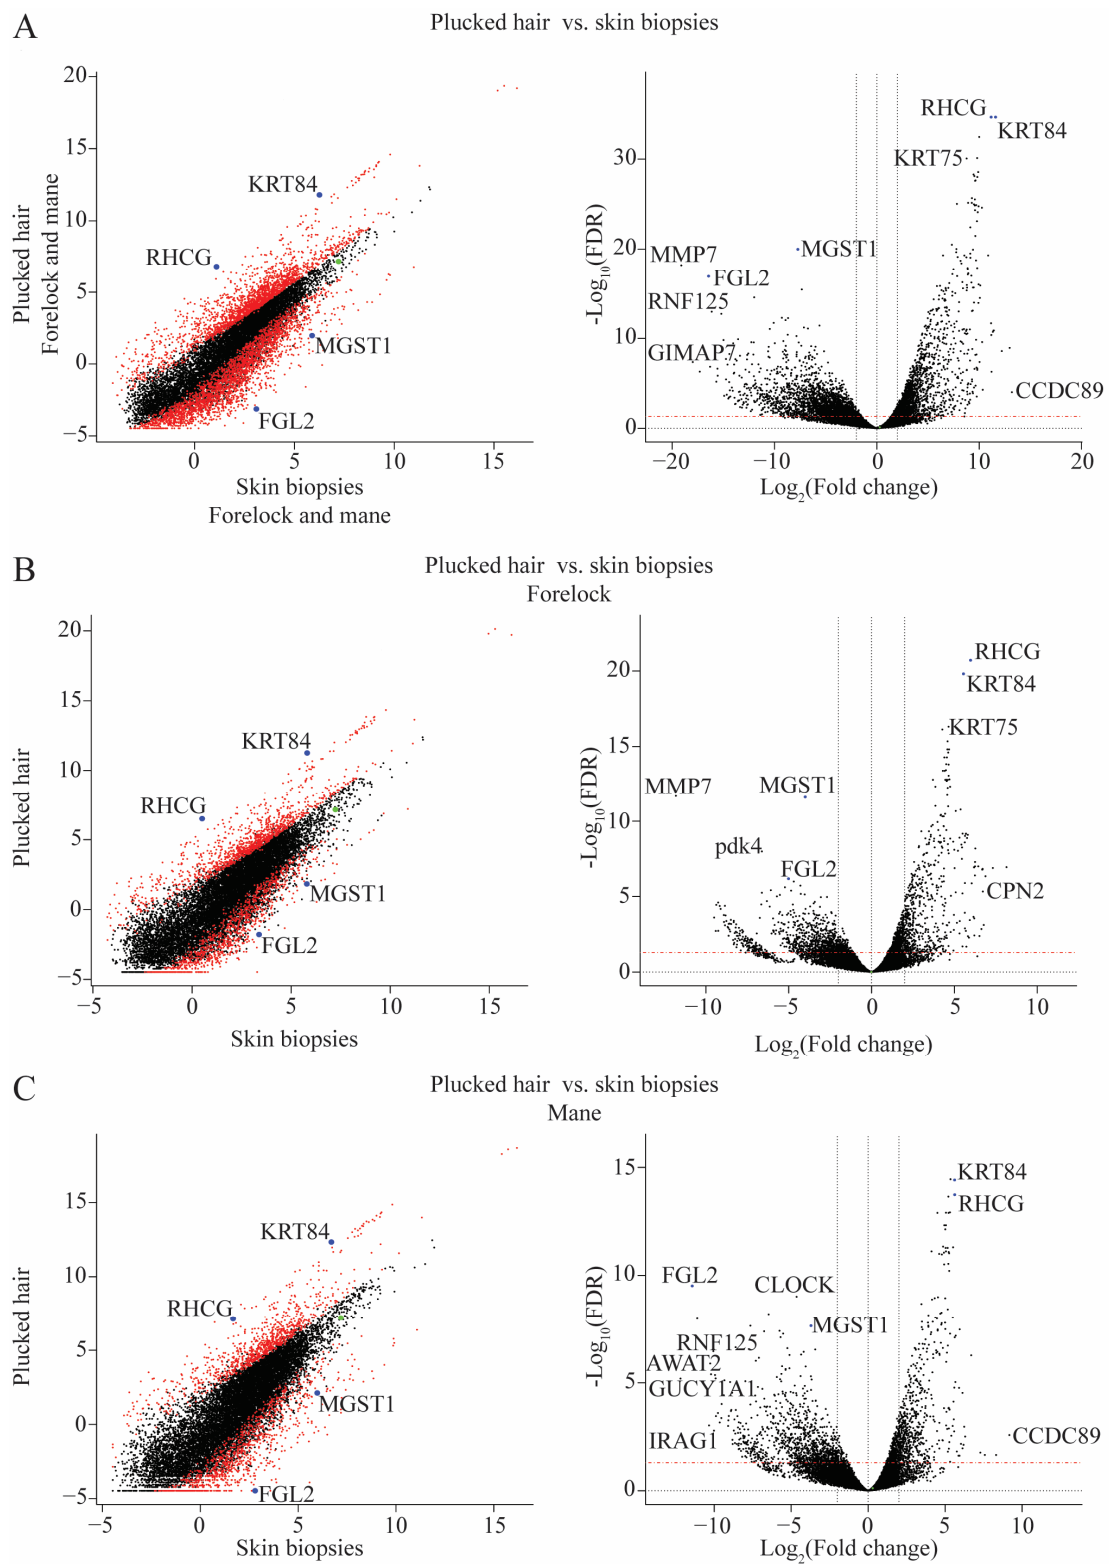 A
Plucked hair vs. skin biopsies
20
15
10
5
0
−5
0
5
10
15
Plucked hair
Forelock and mane
Skin biopsies
Forelock and mane
KRT84
RHCG
MGST1
FGL2
30
20
10
0
−20
−10
0
10
20
-Log10(FDR)
Log2(Fold change)
RHCG
KRT84
KRT75
MGST1
MMP7
FGL2
RNF125
GIMAP7
CCDC89
B
Plucked hair vs. skin biopsies
Forelock
20
15
10
5
0
−5
−5
0
5
10
15
Plucked hair
Skin biopsies
KRT84
RHCG
MGST1
FGL2
20
15
10
5
0
−10
−5
0
5
10
-Log10(FDR)
Log2(Fold change)
RHCG
KRT84
KRT75
MMP7
MGST1
pdk4
FGL2
CPN2
C
Plucked hair vs. skin biopsies
Mane
15
10
5
0
−5
−5
0
5
10
15
Plucked hair
Skin biopsies
KRT84
RHCG
MGST1
FGL2
15
10
5
0
−10
−5
0
5
10
-Log10(FDR)
Log2(Fold change)
KRT84
RHCG
FGL2
CLOCK
MGST1
RNF125
AWAT2
GUCY1A1
IRAG1
CCDC89